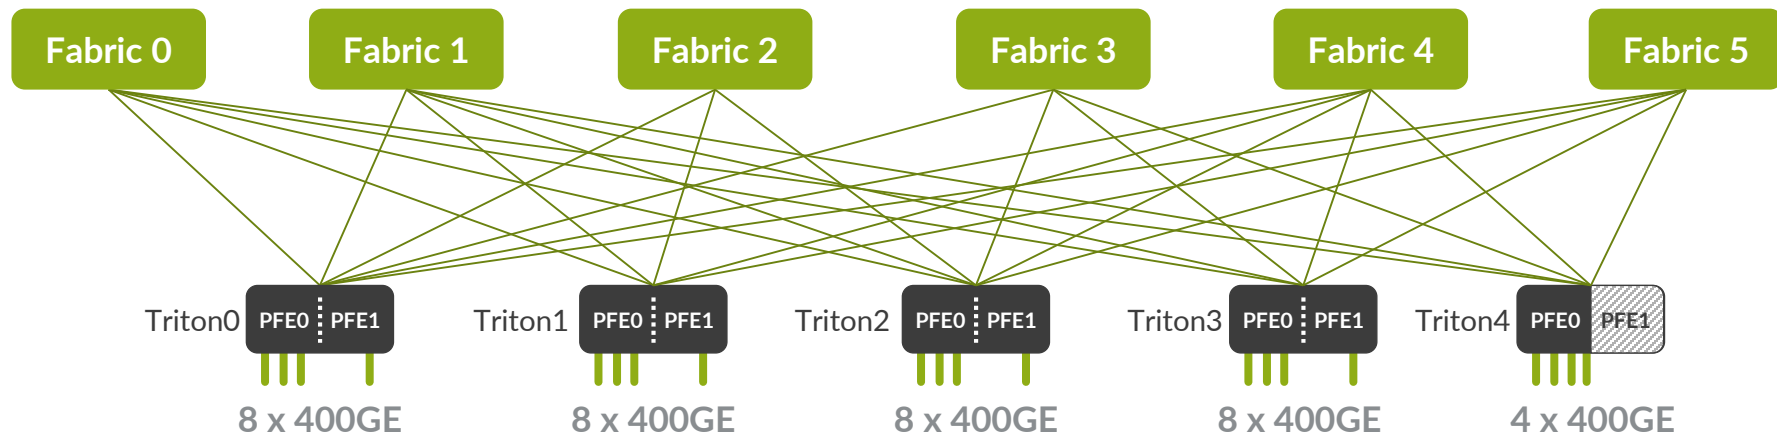 Fabric 0
Fabric 1
Fabric 2
Fabric 3
Fabric 4
Fabric 5
Triton0
PFE0
PFE1
Triton1
PFE0
PFE1
Triton2
PFE0
PFE1
Triton3
PFE0
PFE1
Triton4
PFE0
PFE1
8 x 400GE
8 x 400GE
8 x 400GE
8 x 400GE
4 x 400GE